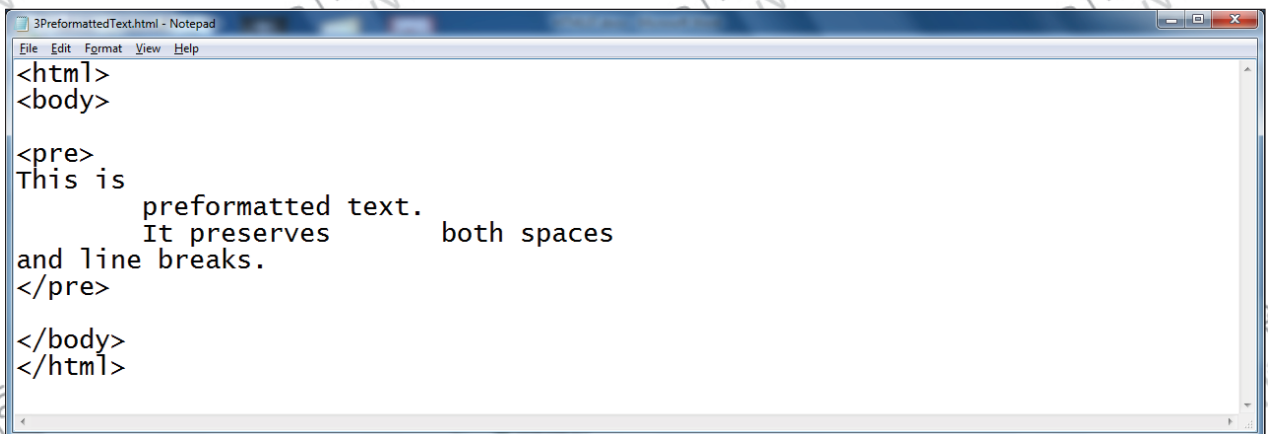 3PreformattedText.html - Notepad
File Edit Format View Help
<html>
<body>

<pre>
This is
        preformatted text.
        It preserves       both spaces
and line breaks.
</pre>

</body>
</html>